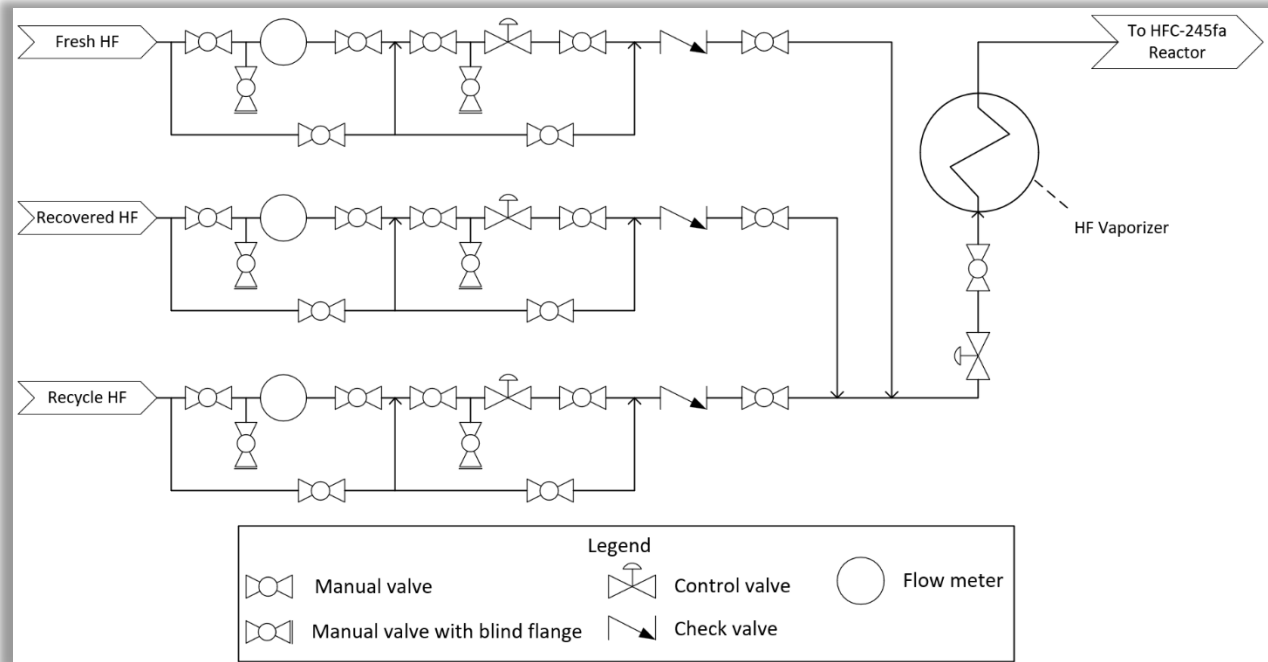 Fresh HF
To HFC-245fa
Reactor
Recovered HF
HF Vaporizer
Recycle HF
Legend
Manual valve
Control valve
Flow meter
Manual valve with blind flange
Check valve